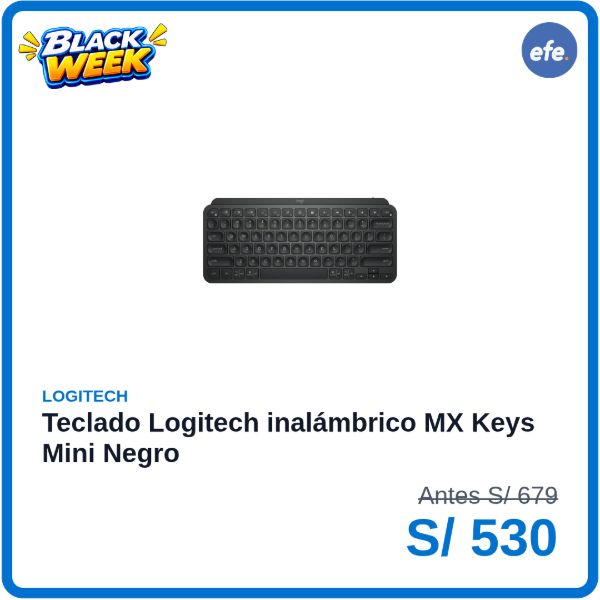 BLACK
WEEK
efe.
LOGITECH
Teclado Logitech inalámbrico MX Keys
Mini Negro
Antes S/ 679
S/ 530